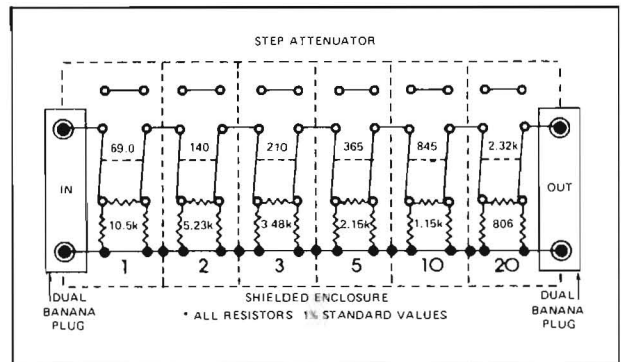 STEP ATTENUATOR
69.0 140 210 365 845 2.32k
IN OUT
10.5k 5.23k 3.48k 2.15k 1.15k 806
1 2 3 5 10 20
DUAL BANANA PLUG
SHIELDED ENCLOSURE
* ALL RESISTORS 1% STANDARD VALUES
DUAL BANANA PLUG